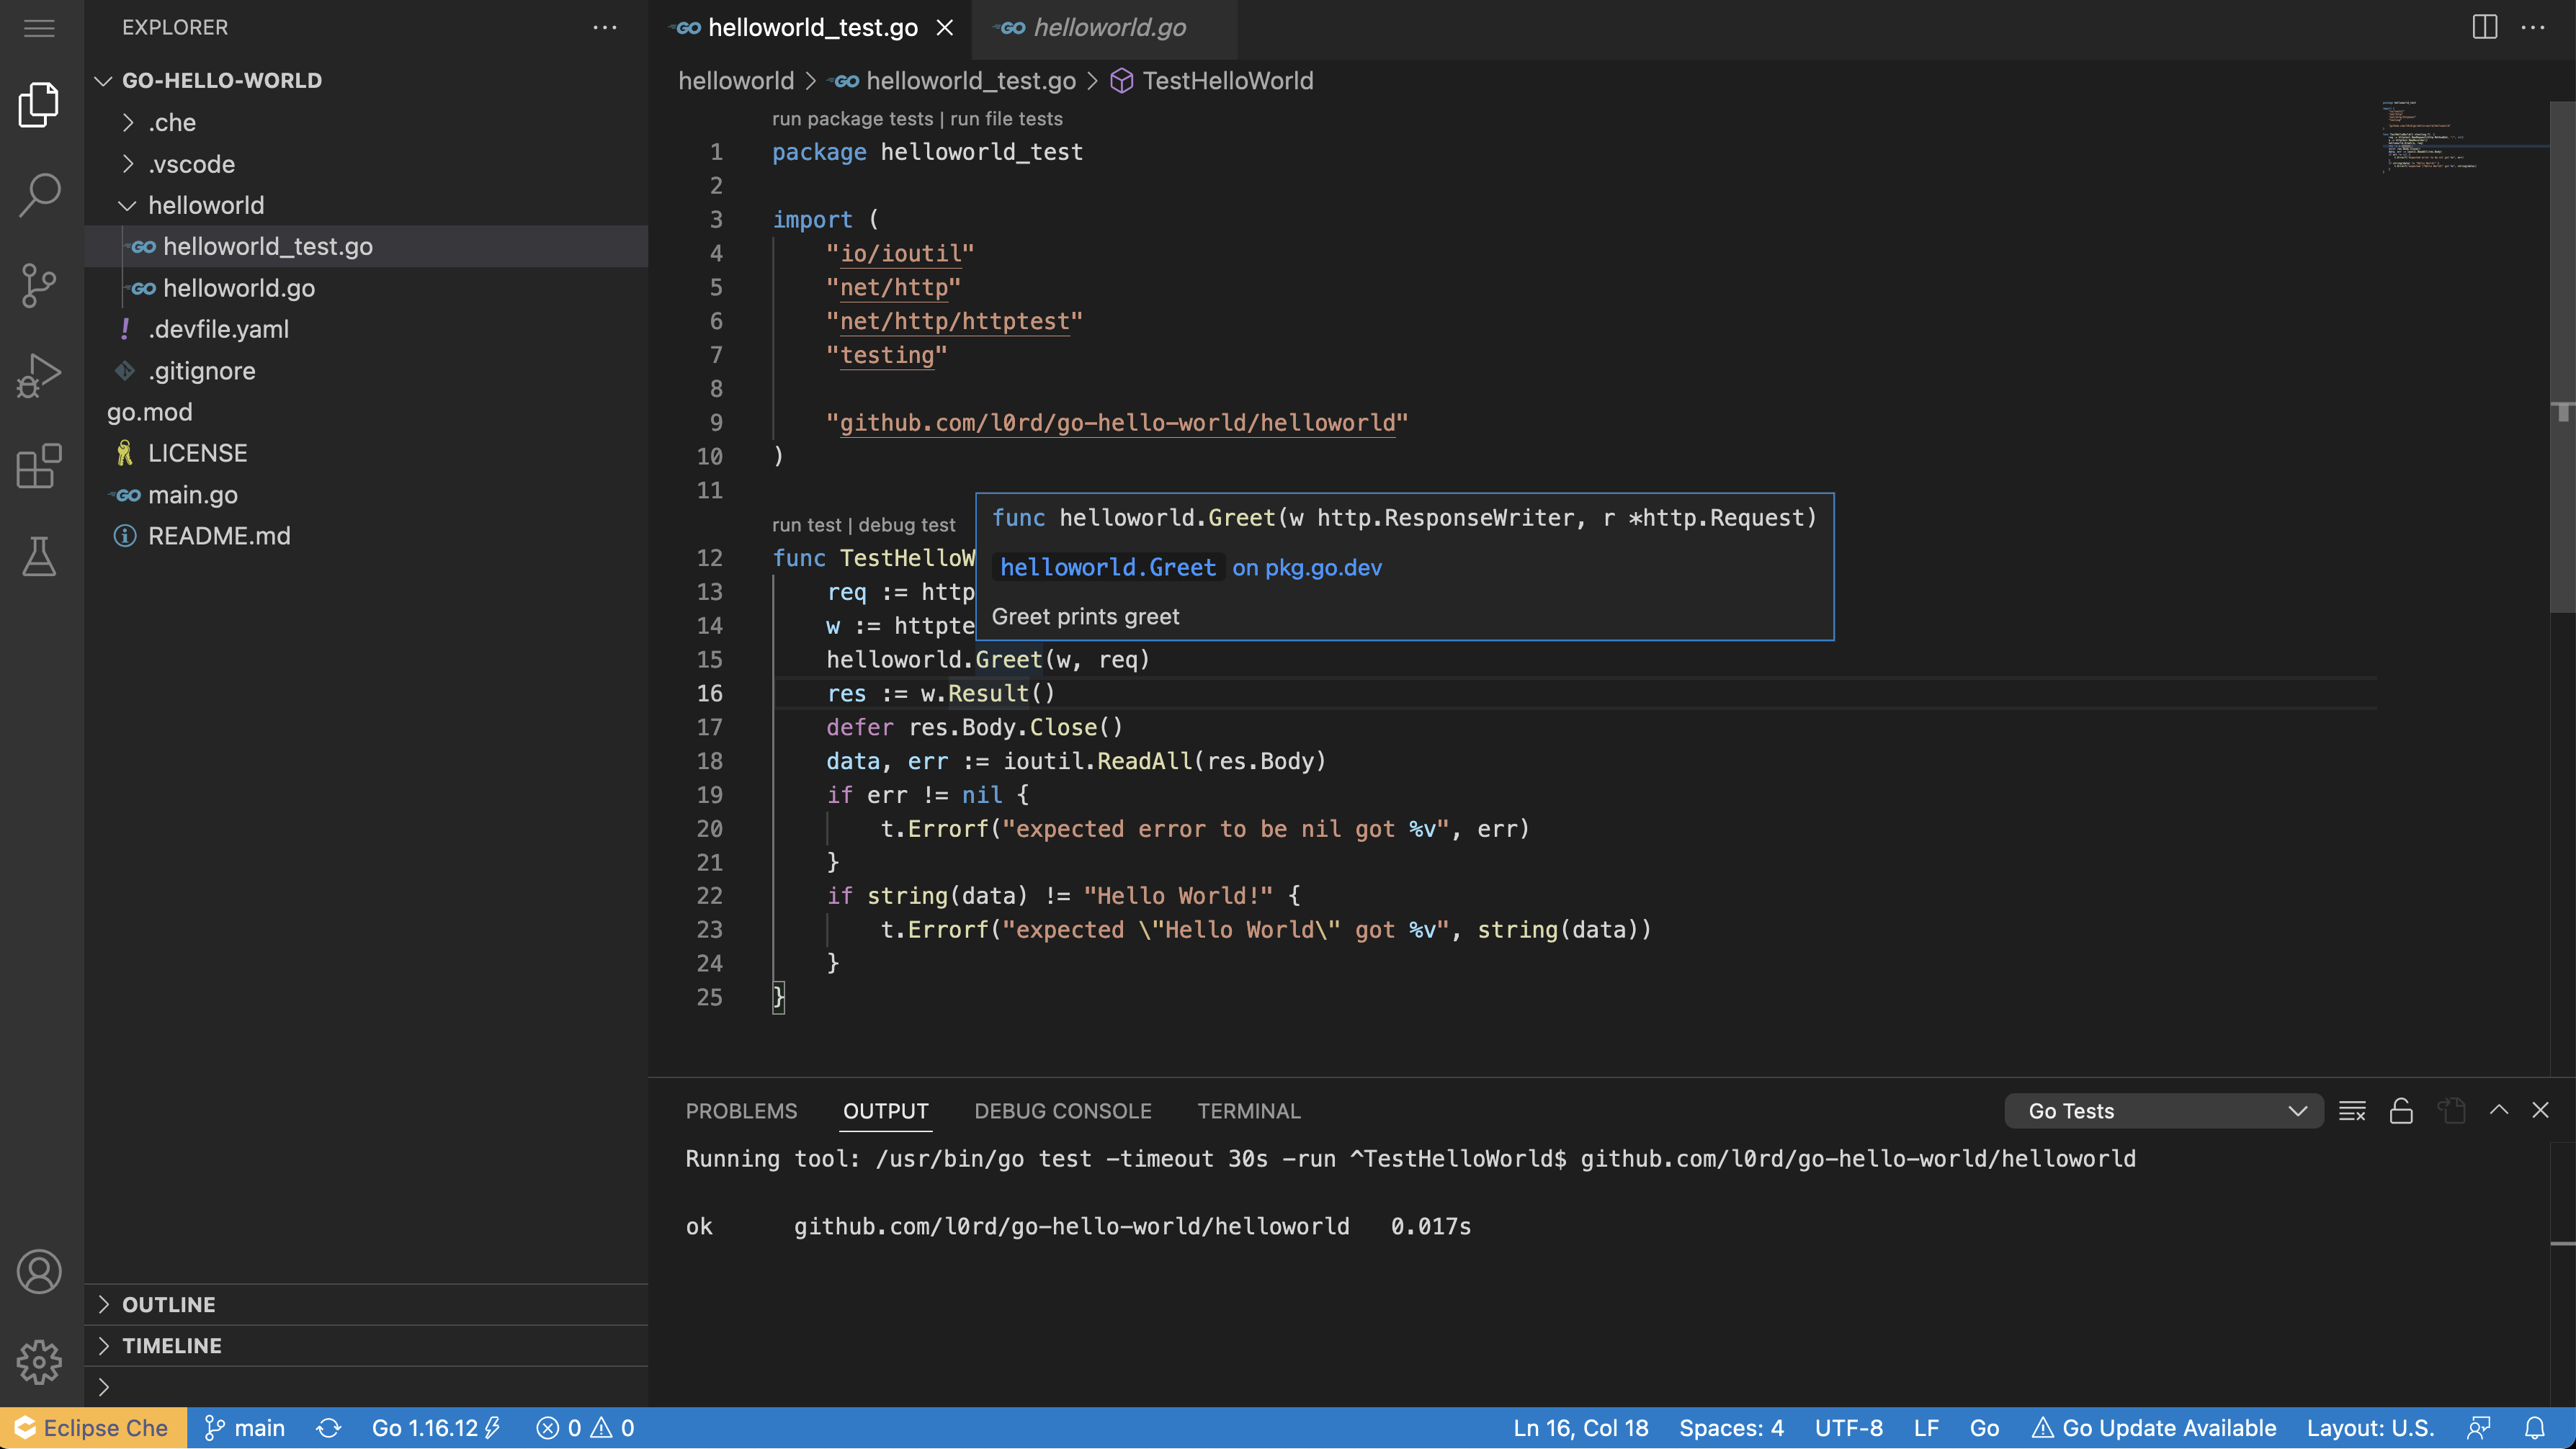 EXPLORER
GO-HELLO-WORLD
.che
.vscode
helloworld
GO helloworld_test.go
GO helloworld.go
! .devfile.yaml
.gitignore
go.mod
LICENSE
GO main.go
README.md
OUTLINE
TIMELINE
GO helloworld_test.go
GO helloworld.go
helloworld > GO helloworld_test.go > TestHelloWorld
run package tests | run file tests
1 package helloworld_test
2
3 import (
4 "io/ioutil"
5 "net/http"
6 "net/http/httptest"
7 "testing"
8
9 "github.com/l0rd/go-hello-world/helloworld"
10 )
11
run test | debug test
func helloworld.Greet(w http.ResponseWriter, r *http.Request)
helloworld.Greet on pkg.go.dev
Greet prints greet
12 func TestHelloW
13 req := http
14 w := httpte
15 helloworld.Greet(w, req)
16 res := w.Result()
17 defer res.Body.Close()
18 data, err := ioutil.ReadAll(res.Body)
19 if err != nil {
20 t.Errorf("expected error to be nil got %v", err)
21 }
22 if string(data) != "Hello World!" {
23 t.Errorf("expected \"Hello World\" got %v", string(data))
24 }
25 }
PROBLEMS OUTPUT DEBUG CONSOLE TERMINAL Go Tests
Running tool: /usr/bin/go test -timeout 30s -run ^TestHelloWorld$ github.com/l0rd/go-hello-world/helloworld
ok github.com/l0rd/go-hello-world/helloworld 0.017s
Eclipse Che main Go 1.16.12 0 0 Ln 16, Col 18 Spaces: 4 UTF-8 LF Go Go Update Available Layout: U.S.